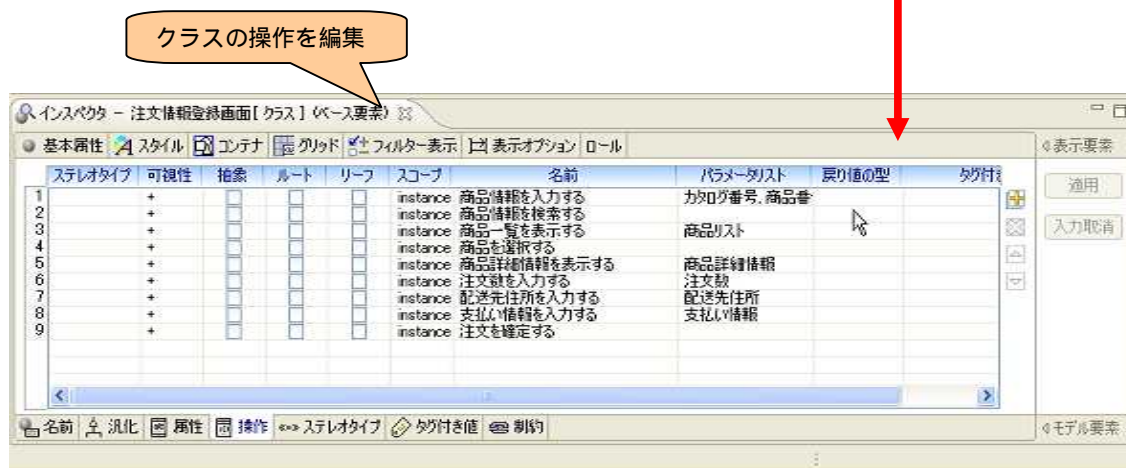 クラスの操作を編集
インスペクタ - 注文情報登録画面[ クラス ] (ベース要素)
基本属性 スタイル コンテナ グリッド フィルター表示 表示オプション ロール
表示要素
ステレオタイプ 可視性 抽象 ルート リーフ スコープ 名前 パラメータリスト 戻り値の型 タグ付き
適用
入力取消
1 + instance 商品情報を入力する カタログ番号, 商品番
2 + instance 商品情報を検索する
3 + instance 商品一覧を表示する 商品リスト
4 + instance 商品を選択する
5 + instance 商品詳細情報を表示する 商品詳細情報
6 + instance 注文数を入力する 注文数
7 + instance 配送先住所を入力する 配送先住所
8 + instance 支払い情報を入力する 支払い情報
9 + instance 注文を確定する
名前 汎化 属性 操作 ステレオタイプ タグ付き値 制約
モデル要素